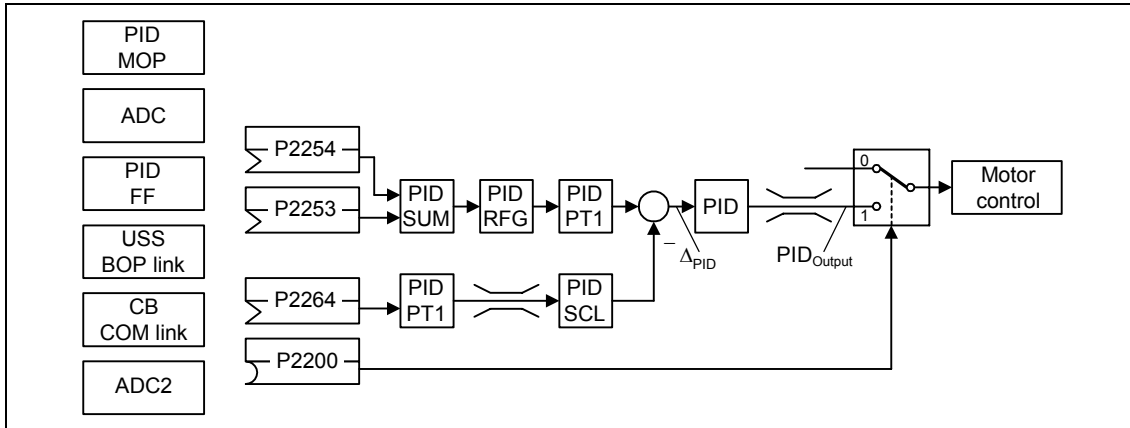 PID
MOP
ADC
PID
FF
USS
BOP link
CB
COM link
ADC2
P2254
P2253
P2264
P2200
PID
SUM
PID
RFG
PID
PT1
PID
PT1
PID
SCL
−
ΔPID
PID
PIDOutput
0
1
Motor
control